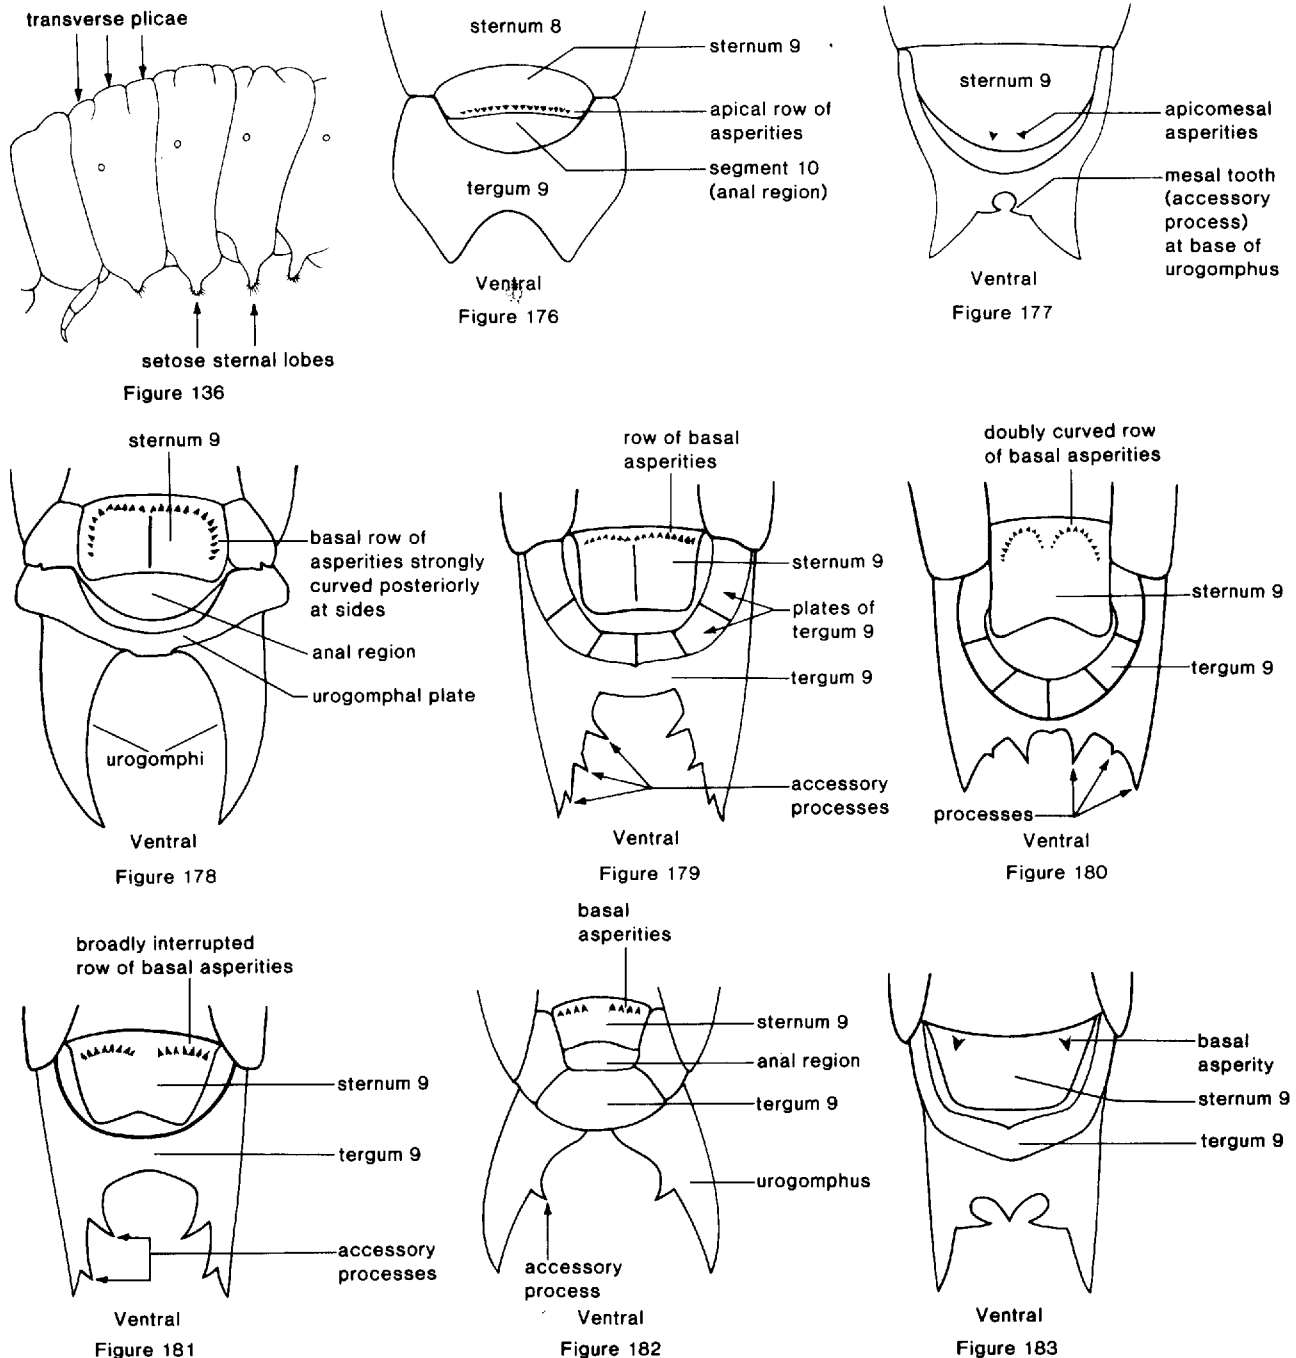 transverse plicae
setose sternal lobes
Figure 136
sternum 8
sternum 9
apical row of
asperities
segment 10
(anal region)
tergum 9
Ventral
Figure 176
sternum 9
apicomesal
asperities
mesal tooth
(accessory
process)
at base of
urogomphus
Ventral
Figure 177
sternum 9
basal row of
asperities strongly
curved posteriorly
at sides
anal region
urogomphal plate
urogomphi
Ventral
Figure 178
row of basal
asperities
sternum 9
plates of
tergum 9
tergum 9
accessory
processes
Ventral
Figure 179
doubly curved row
of basal asperities
sternum 9
tergum 9
processes
Ventral
Figure 180
broadly interrupted
row of basal asperities
sternum 9
tergum 9
accessory
processes
Ventral
Figure 181
basal
asperities
sternum 9
anal region
tergum 9
urogomphus
accessory
process
Ventral
Figure 182
basal
asperity
sternum 9
tergum 9
Ventral
Figure 183